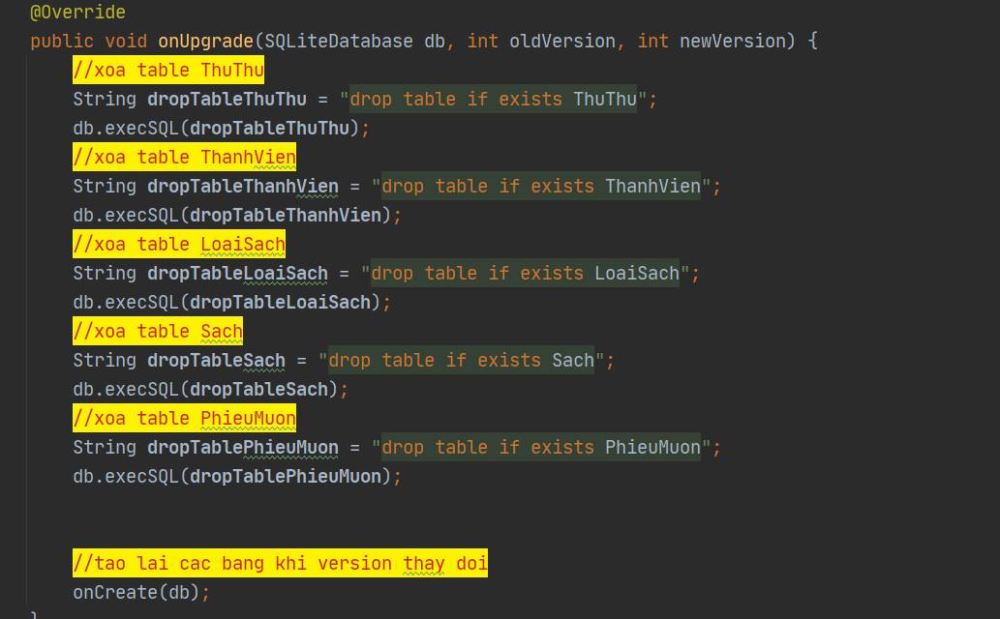 @Override
public void onUpgrade(SQLiteDatabase db, int oldVersion, int newVersion) {
//xoa table ThuThu
String dropTableThuThu = "drop table if exists ThuThu";
db.execSQL(dropTableThuThu);
//xoa table ThanhVien
String dropTableThanhVien = "drop table if exists ThanhVien";
db.execSQL(dropTableThanhVien);
//xoa table LoaiSach
String dropTableLoaiSach = "drop table if exists LoaiSach";
db.execSQL(dropTableLoaiSach);
//xoa table Sach
String dropTableSach = "drop table if exists Sach";
db.execSQL(dropTableSach);
//xoa table PhieuMuon
String dropTablePhieuMuon = "drop table if exists PhieuMuon";
db.execSQL(dropTablePhieuMuon);
//tao lai cac bang khi version thay doi
onCreate(db);
}